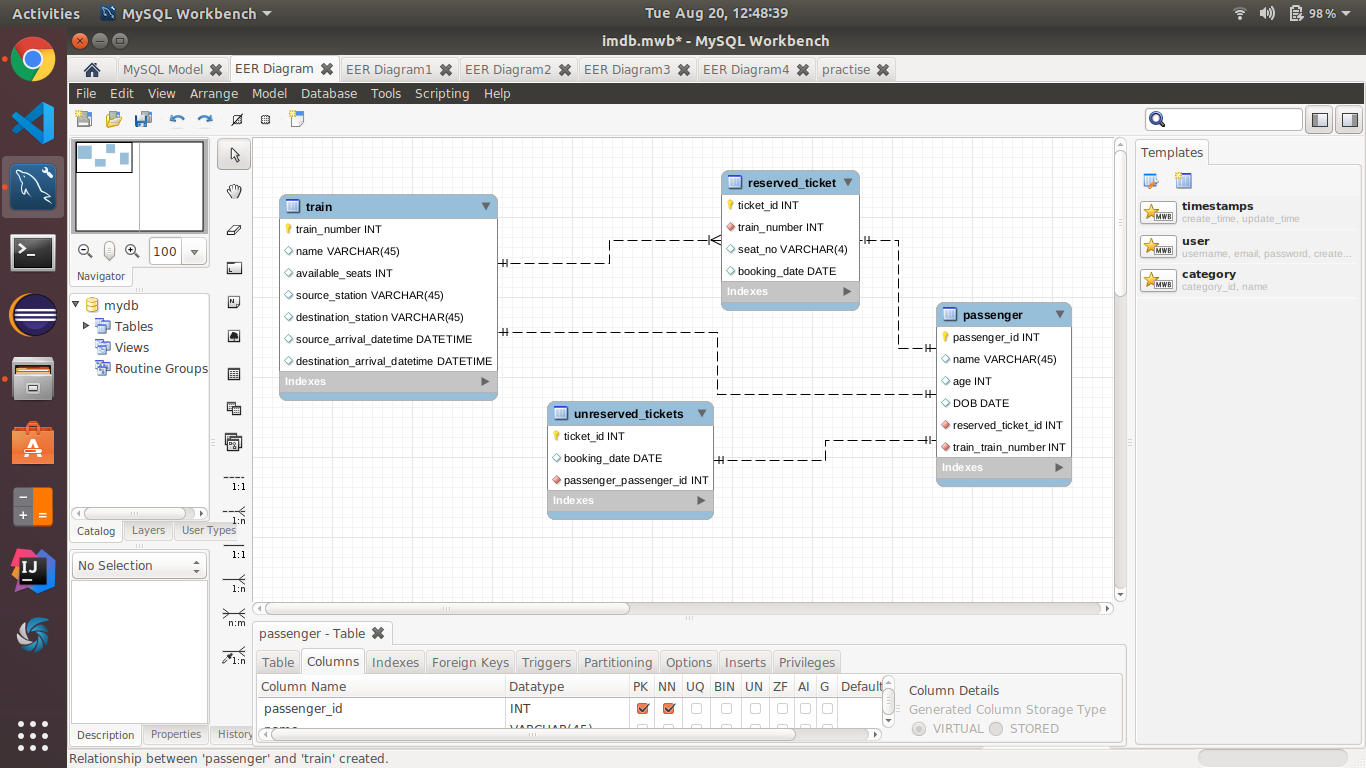 Activities MySQL Workbench Tue Aug 20, 12:48:39 98%
imdb.mwb* - MySQL Workbench
MySQL Model EER Diagram EER Diagram1 EER Diagram2 EER Diagram3 EER Diagram4 practise
File Edit View Arrange Model Database Tools Scripting Help
100
Navigator
mydb
Tables
Views
Routine Groups
Catalog Layers User Types
No Selection
Description Properties History
1:1
1:n
1:1
1:n
n:m
1:n
train
train_number INT
name VARCHAR(45)
available_seats INT
source_station VARCHAR(45)
destination_station VARCHAR(45)
source_arrival_datetime DATETIME
destination_arrival_datetime DATETIME
Indexes
reserved_ticket
ticket_id INT
train_number INT
seat_no VARCHAR(4)
booking_date DATE
Indexes
unreserved_tickets
ticket_id INT
booking_date DATE
passenger_passenger_id INT
Indexes
passenger
passenger_id INT
name VARCHAR(45)
age INT
DOB DATE
reserved_ticket_id INT
train_train_number INT
Indexes
Templates
timestamps
create_time, update_time
user
username, email, password, create...
category
category_id, name
MWB
MWB
MWB
passenger - Table
Table Columns Indexes Foreign Keys Triggers Partitioning Options Inserts Privileges
Column Name Datatype PK NN UQ BIN UN ZF AI G Default
passenger_id INT
Column Details
Generated Column Storage Type
VIRTUAL STORED
Relationship between 'passenger' and 'train' created.